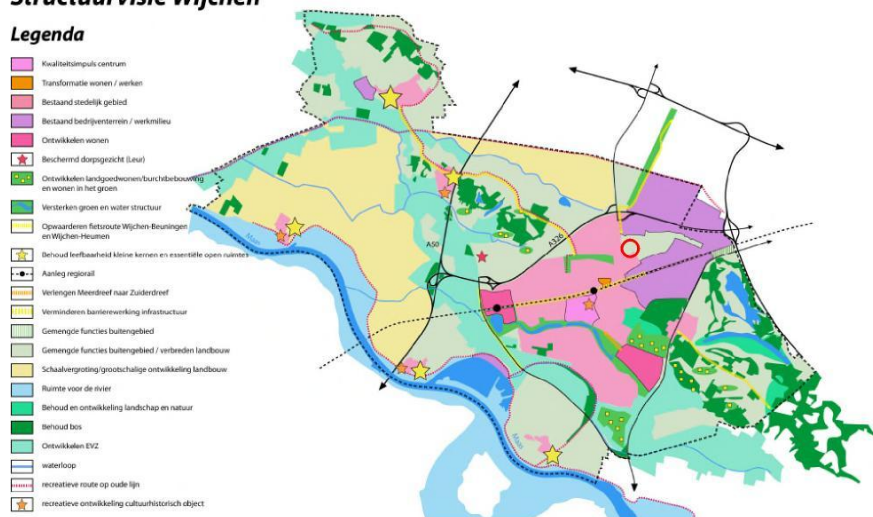 Structuurvisie Wijchen
Legenda
Kwaliteitsimpuls centrum
Transformatie wonen / werken
Bestaand stedelijk gebied
Bestaand bedrijventerrein / werkmilieu
Ontwikkelen wonen
Beschermd dorpsgezicht (Leur)
Ontwikkelen landgoedwonen/burchtbebouwing
en wonen in het groen
Versterken groen en water structuur
Opwaarderen fietsroute Wijchen-Beuningen
en Wijchen-Heumen
Behoud leefbaarheid kleine kernen en essentiële open ruimtes
Aanleg regiorail
Verlengen Meerdreef naar Zuiderdreef
Verminderen barrierewerking infrastructuur
Gemengde functies buitengebied
Gemengde functies buitengebied / verbreden landbouw
Schaalvergroting/grootschalige ontwikkeling landbouw
Ruimte voor de rivier
Behoud en ontwikkeling landschap en natuur
Behoud bos
Ontwikkelen EVZ
waterloop
recreatieve route op oude lijn
recreatieve ontwikkeling cultuurhistorisch object
Maas
A50
A326
Maas